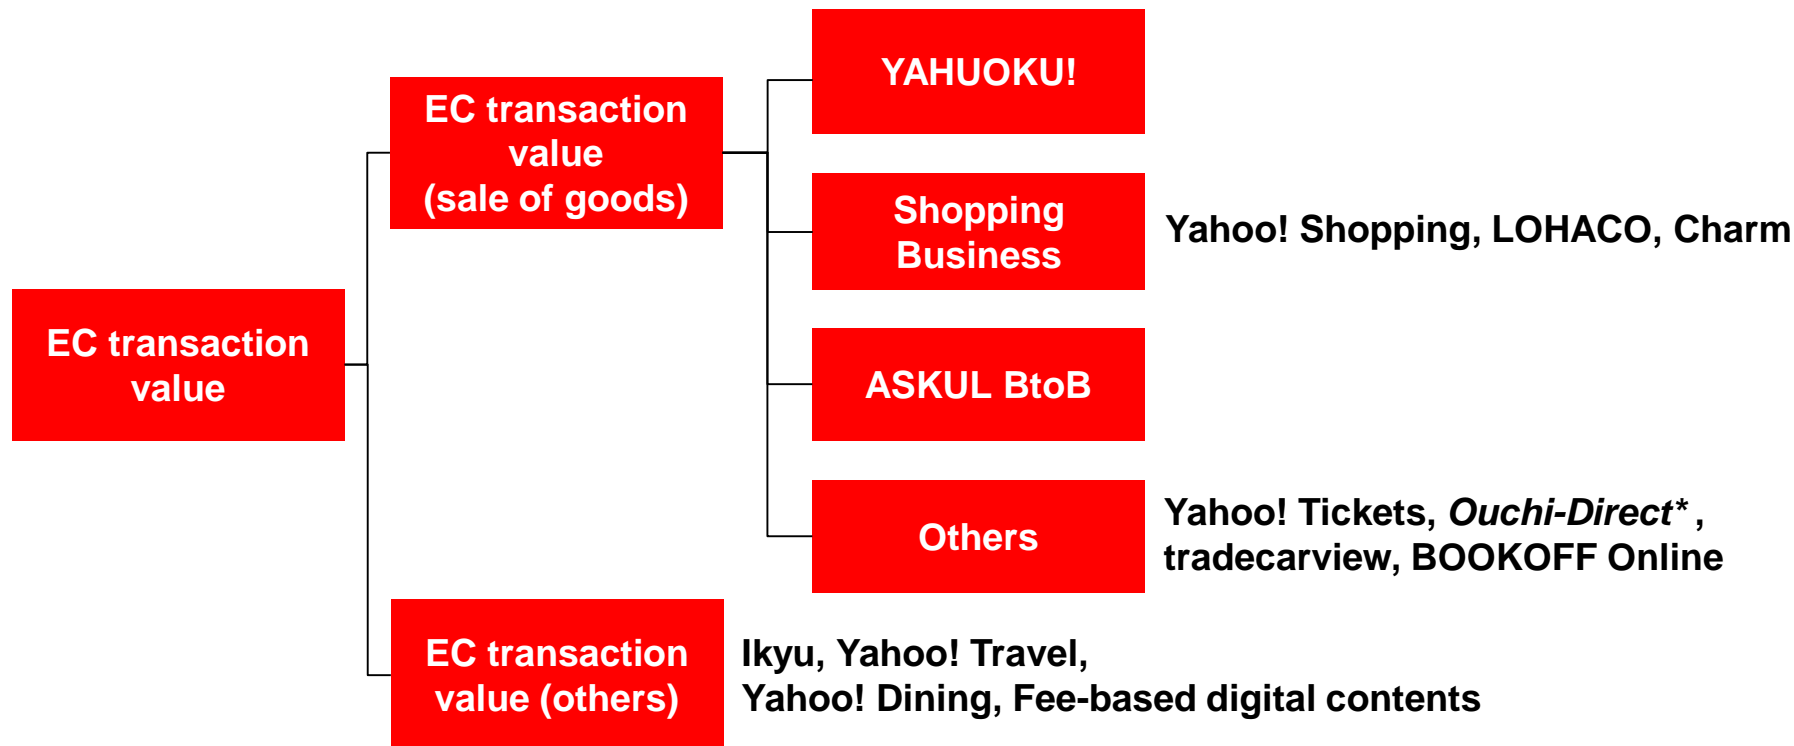 YAHUOKU!
EC transaction
value
(sale of goods)
Shopping
Business
Yahoo! Shopping, LOHACO, Charm
EC transaction
value
ASKUL BtoB
Others
Yahoo! Tickets, Ouchi-Direct* ,
tradecarview, BOOKOFF Online
EC transaction
value (others)
Ikyu, Yahoo! Travel,
Yahoo! Dining, Fee-based digital contents